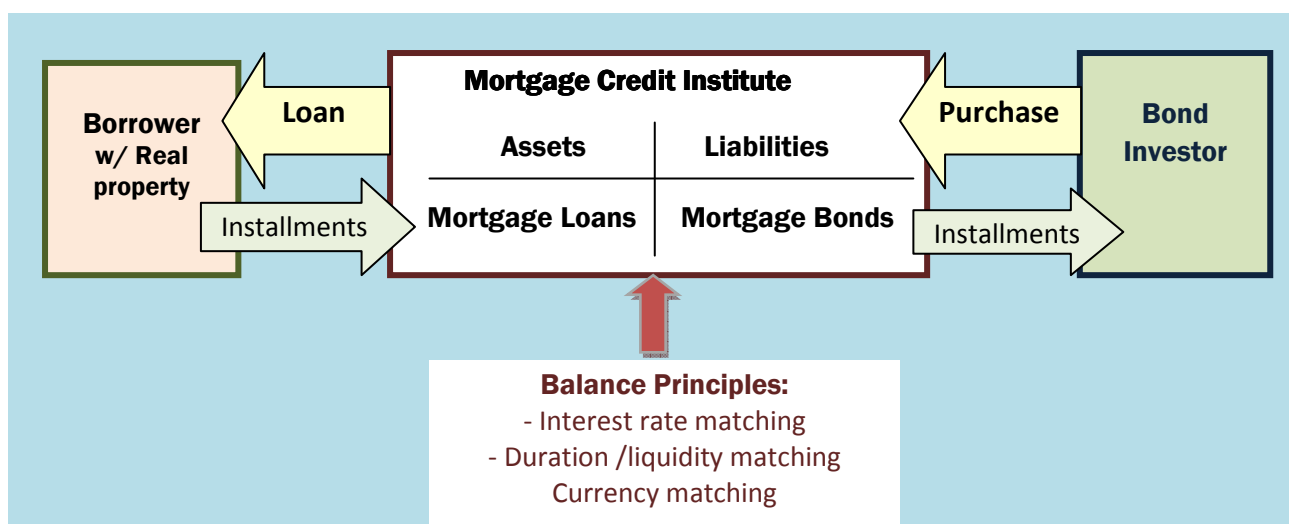 Mortgage Credit Institute
Borrower
w/ Real
property
Loan
Installments
Assets
Liabilities
Mortgage Loans
Mortgage Bonds
Purchase
Installments
Bond
Investor
Balance Principles:
- Interest rate matching
- Duration /liquidity matching
Currency matching